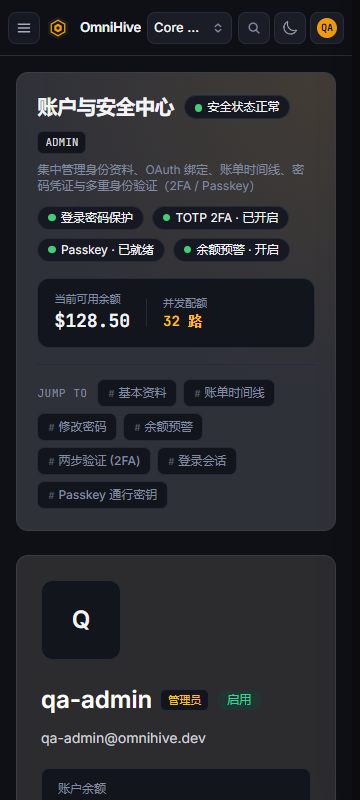 OmniHive Core ... QA
账户与安全中心 安全状态正常
ADMIN
集中管理身份资料、OAuth 绑定、账单时间线、密
码凭证与多重身份验证（2FA / Passkey）
登录密码保护 TOTP 2FA · 已开启
Passkey · 已就绪 余额预警 · 开启
当前可用余额 并发配额
$128.50 32 路
JUMP TO # 基本资料 # 账单时间线
# 修改密码 # 余额预警
# 两步验证 (2FA) # 登录会话
# Passkey 通行密钥
Q
qa-admin 管理员 启用
qa-admin@omnihive.dev
账户余额